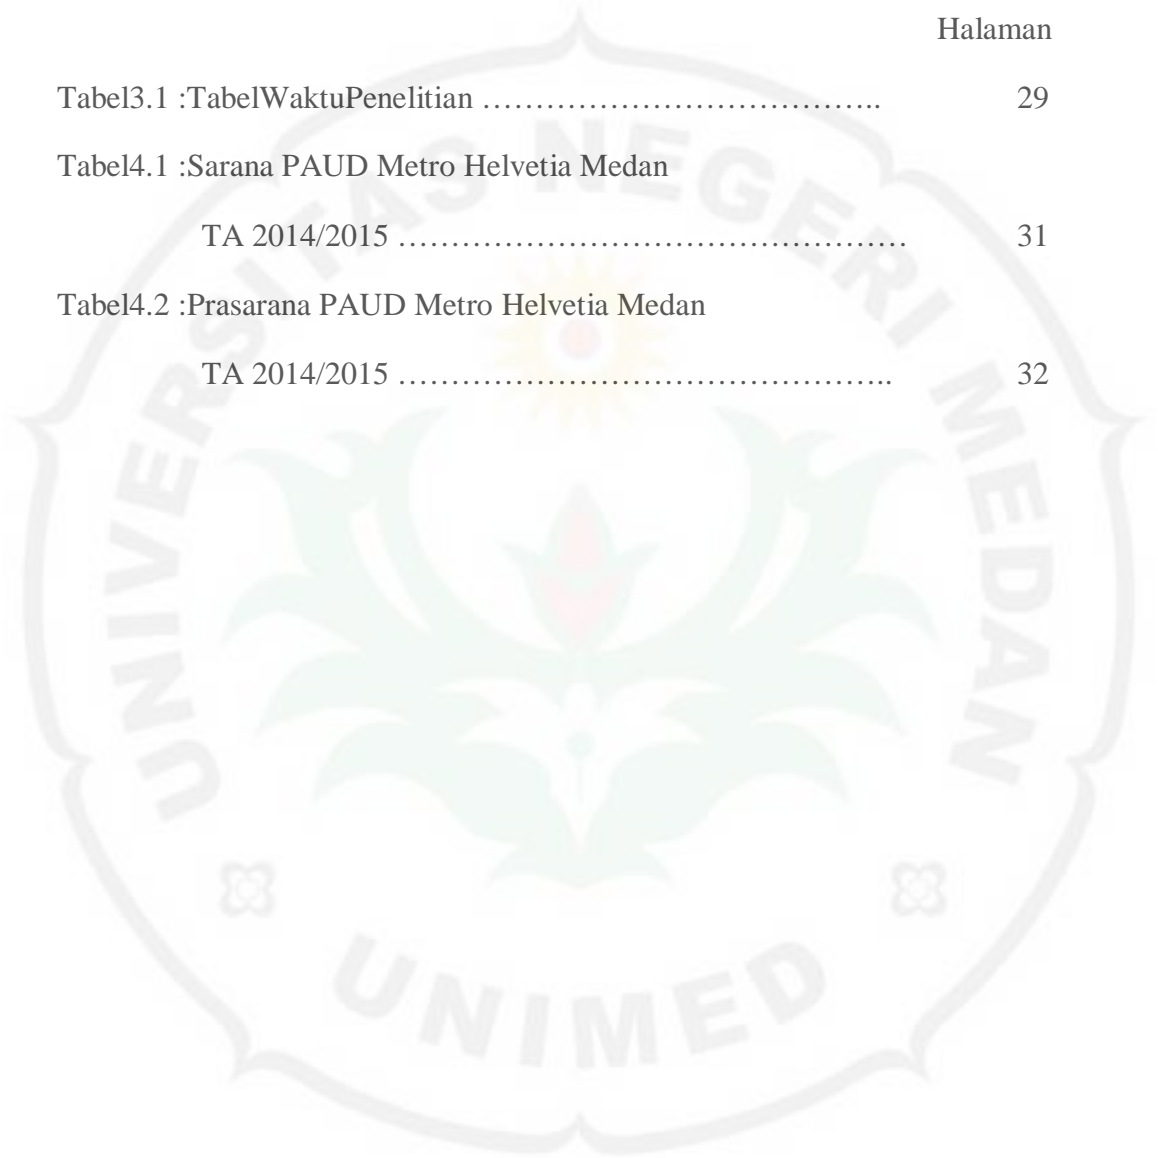 Halaman
Tabel3.1 :TabelWaktuPenelitian ……………………………….. 29
Tabel4.1 :Sarana PAUD Metro Helvetia Medan
TA 2014/2015 ………………………………………… 31
Tabel4.2 :Prasarana PAUD Metro Helvetia Medan
TA 2014/2015 ……………………………………….. 32
UNIVERSITAS NEGERI MEDAN
UNIMED